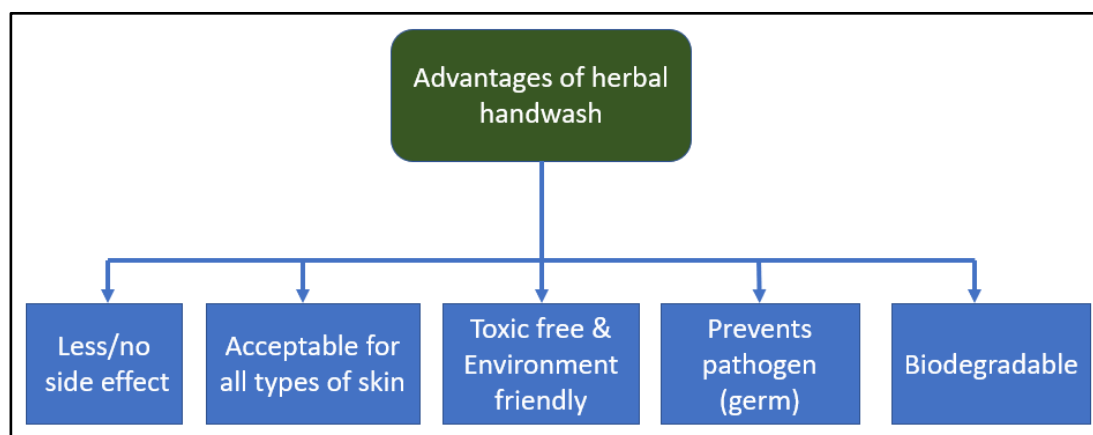 Advantages of herbal
handwash
Less/no
side effect
Acceptable for
all types of skin
Toxic free &
Environment
friendly
Prevents
pathogen
(germ)
Biodegradable